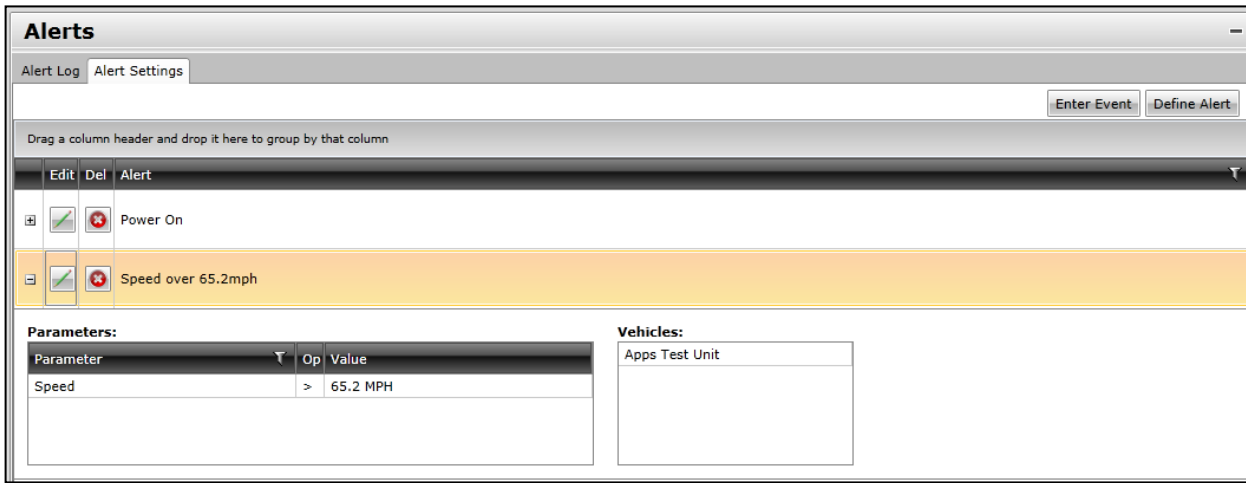 Alerts
Alert Log Alert Settings
Enter Event Define Alert
Drag a column header and drop it here to group by that column
Edit Del Alert
Power On
Speed over 65.2mph
Parameters: Vehicles:
Parameter Op Value Apps Test Unit
Speed > 65.2 MPH